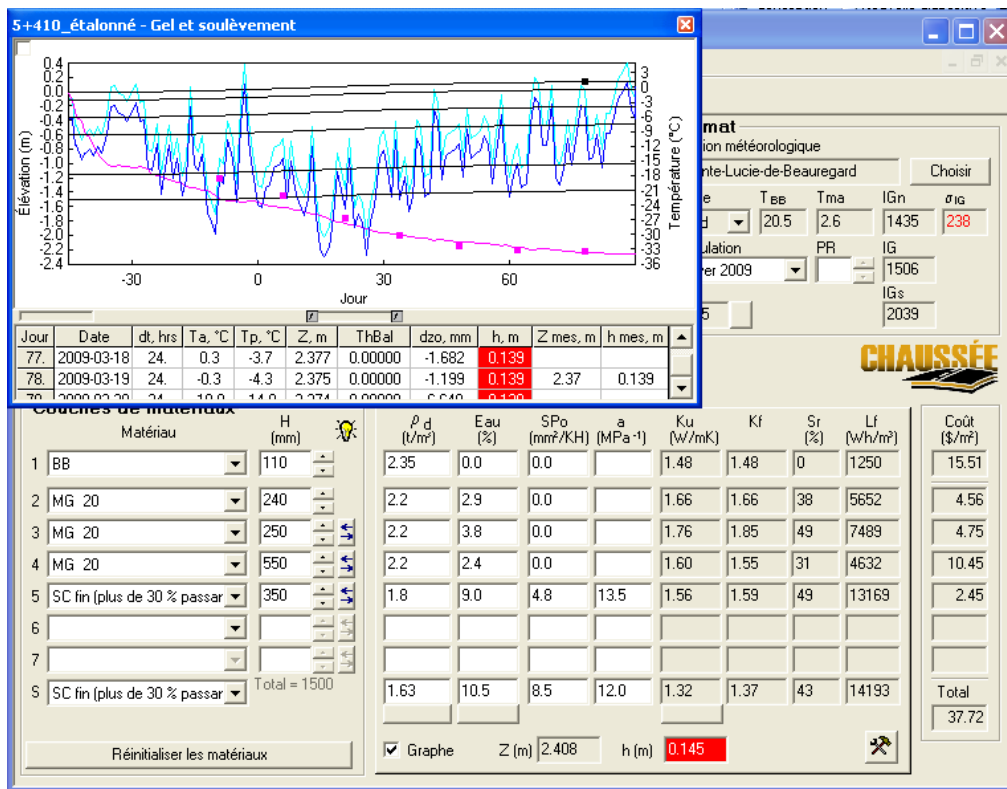 5+410_étalonné - Gel et soulèvement
Élévation (m)
0.4
0.2
0.0
-0.2
-0.4
-0.6
-0.8
-1.0
-1.2
-1.4
-1.6
-1.8
-2.0
-2.2
-2.4
3
0
-3
-6
-9
-12
-15
-18
-21
-24
-27
-30
-33
-36
Température (°C)
-30 0 30 60
Jour
Jour Date dt, hrs Ta, °C Tp, °C Z, m ThBal dzo, mm h, m Z mes, m h mes, m
77. 2009-03-18 24. 0.3 -3.7 2.377 0.00000 -1.682 0.139
78. 2009-03-19 24. -0.3 -4.3 2.375 0.00000 -1.199 0.139 2.37 0.139
mat
ion météorologique
nte-Lucie-de-Beauregard Choisir
e T BB Tma IGn σIG
20.5 2.6 1435 238
ulation PR IG
er 2009 1506
IGs
5 2039
CHAUSSÉE
Couches de matériaux
Matériau H (mm) ρd (t/m³) Eau (%) SPo (mm²/KH) a (MPa-1) Ku (W/mK) Kf Sr (%) Lf (Wh/m³) Coût ($/m²)
1 BB 110 2.35 0.0 0.0 1.48 1.48 0 1250 15.51
2 MG 20 240 2.2 2.9 0.0 1.66 1.66 38 5652 4.56
3 MG 20 250 2.2 3.8 0.0 1.76 1.85 49 7489 4.75
4 MG 20 550 2.2 2.4 0.0 1.60 1.55 31 4632 10.45
5 SC fin (plus de 30 % passar 350 1.8 9.0 4.8 13.5 1.56 1.59 49 13169 2.45
6
7
Total = 1500
S SC fin (plus de 30 % passar 1.63 10.5 8.5 12.0 1.32 1.37 43 14193
Total
37.72
Réinitialiser les matériaux
Graphe Z (m) 2.408 h (m) 0.145